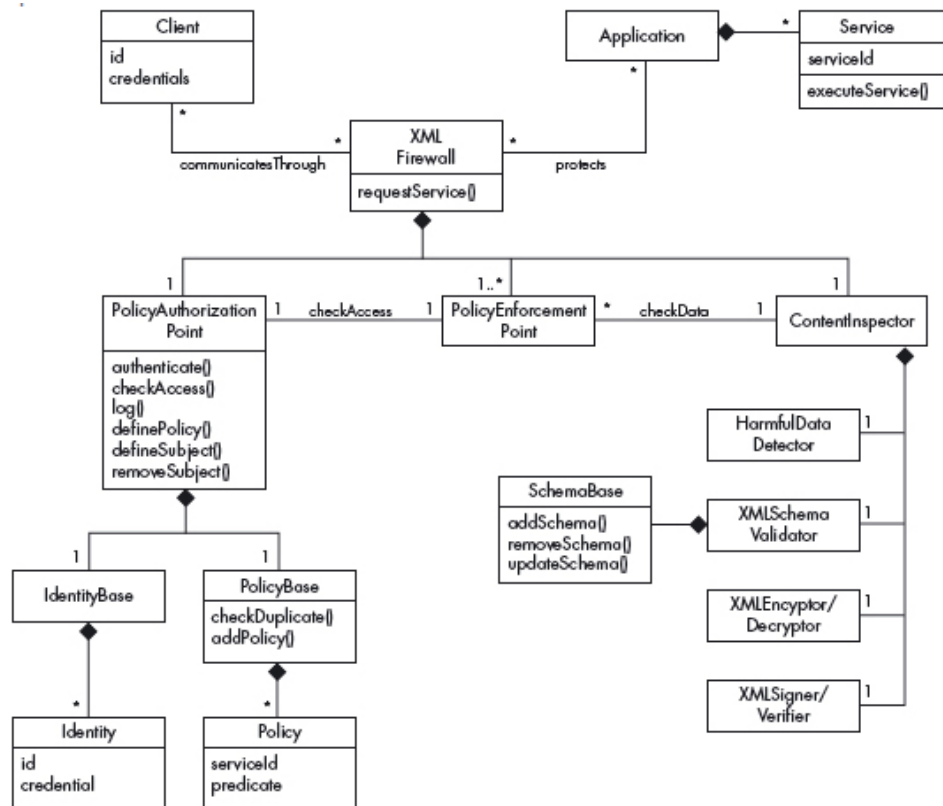 Client
id
credentials
*
*
communicatesThrough
Application
*
*
Service
serviceId
executeService()
XML
Firewall
requestService()
*
protects
1
1..*
1
PolicyAuthorization
Point
authenticate()
checkAccess()
log()
definePolicy()
defineSubject()
removeSubject()
1
checkAccess
1
PolicyEnforcement
Point
*
checkData
1
ContentInspector
HarmfulData
Detector
1
SchemaBase
addSchema()
removeSchema()
updateSchema()
XMLSchema
Validator
1
XMLEncyptor/
Decryptor
1
XMLSigner/
Verifier
1
1
1
IdentityBase
PolicyBase
checkDuplicate()
addPolicy()
*
*
Identity
id
credential
Policy
serviceId
predicate